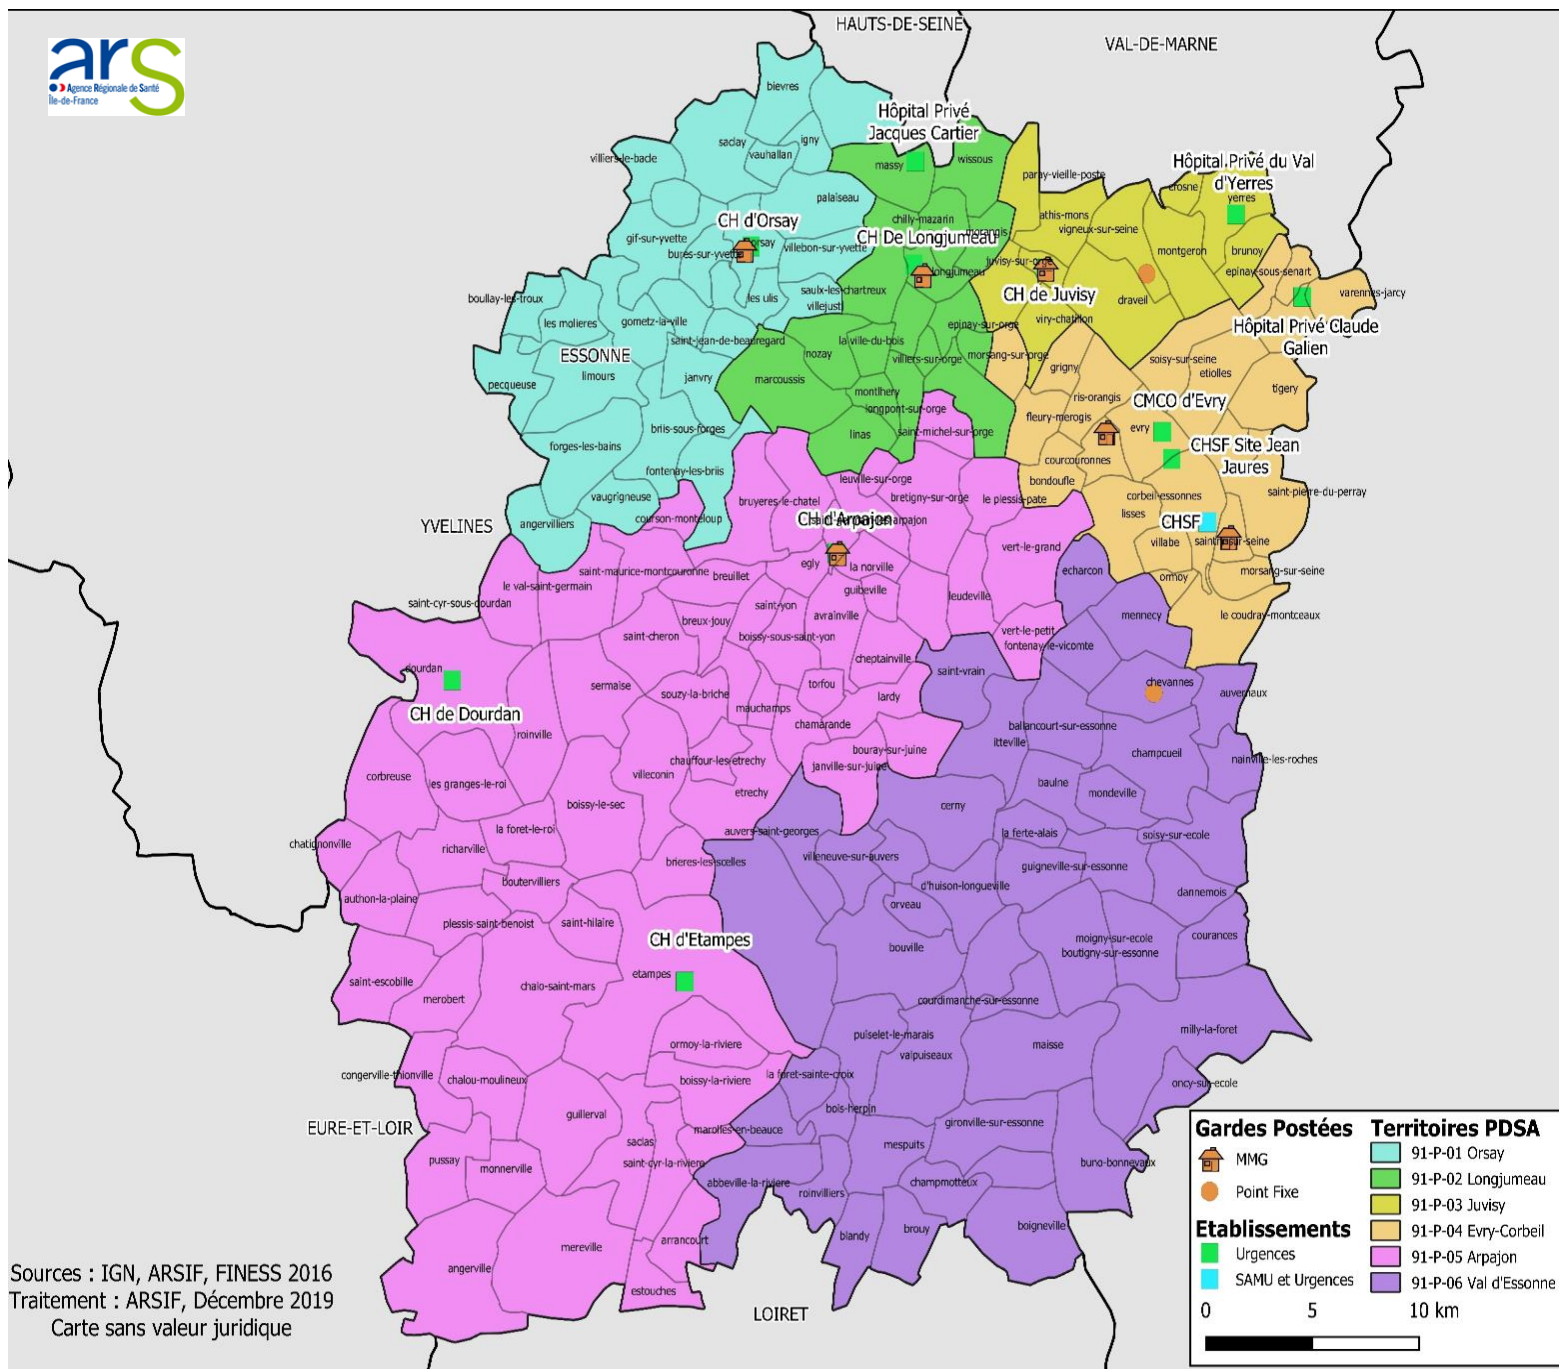 HAUTS-DE-SEINE
VAL-DE-MARNE
ars
Agence Régionale de Santé
Île-de-France
bievres
Hôpital Privé
Jacques Cartier
saclay
igny
vauhallan
villiers-le-bacle
massy
wissous
Hôpital Privé du Val
d'Yerres
paray-vieille-poste
crosne
yerres
palaiseau
CH d'Orsay
chilly-mazarin
athis-mons
vigneux-sur-seine
morangis
CH De Longjumeau
gif-sur-yvette
orsay
villebon-sur-yvette
bures-sur-yvette
montgeron
brunoy
juvisy-sur-orge
longjumeau
epinay-sous-senart
saulx-les-chartreux
villejust
les ulis
boullay-les-troux
CH de Juvisy
draveil
varennes-jarcy
les molieres
gometz-la-ville
viry-chatillon
epinay-sur-orge
Hôpital Privé Claude
Galien
saint-jean-de-beauregard
la ville-du-bois
nozay
ESSONNE
villiers-sur-orge
morsang-sur-orge
soisy-sur-seine
etiolles
grigny
limours
janvry
marcoussis
pecqueuse
tigery
montlhery
ris-orangis
CMCO d'Evry
longpont-sur-orge
fleury-merogis
evry
briis-sous-forges
linas
saint-michel-sur-orge
forges-les-bains
CHSF Site Jean
Jaures
courcouronnes
fontenay-les-briis
leuville-sur-orge
bondoufle
vaugrigneuse
bruyeres-le-chatel
bretigny-sur-orge
le plessis-pate
corbeil-essonnes
saint-pierre-du-perray
YVELINES
angervilliers
courson-monteloup
CH d'Arpajon
lisses
CHSF
villabe
vert-le-grand
egly
la norville
echarcon
ormoy
morsang-sur-seine
saint-maurice-montcouronne
breuillet
le val-saint-germain
guibeville
leudeville
saint-cyr-sous-dourdan
saint-yon
avrainville
mennecy
le coudray-montceaux
breux-jouy
saint-cheron
boissy-sous-saint-yon
vert-le-petit
fontenay-le-vicomte
cheptainville
dourdan
saint-vrain
chevannes
sermaise
souzy-la-briche
torfou
lardy
auvernaux
mauchamps
CH de Dourdan
chamarande
ballancourt-sur-essonne
itteville
roinville
bouray-sur-juine
champcueil
chauffour-les-etrechy
janville-sur-juine
nainville-les-roches
corbreuse
les granges-le-roi
villeconin
baulne
mondeville
etrechy
boissy-le-sec
cerny
la foret-le-roi
auvers-saint-georges
la ferte-alais
soisy-sur-ecole
chatignonville
richarville
brieres-les-scelles
villeneuve-sur-auvers
guigneville-sur-essonne
boutervilliers
d'huison-longueville
dannemois
authon-la-plaine
orveau
plessis-saint-benoist
saint-hilaire
CH d'Etampes
bouville
moigny-sur-ecole
boutigny-sur-essonne
courances
etampes
saint-escobille
merobert
chalo-saint-mars
courdimanche-sur-essonne
puiselet-le-marais
milly-la-foret
ormoy-la-riviere
valpuiseaux
maisse
congerville-thionville
chalou-moulineux
boissy-la-riviere
la foret-sainte-croix
oncy-sur-ecole
guillerval
bois-herpin
gironville-sur-essonne
EURE-ET-LOIR
marolles-en-beauce
saclas
mespuits
pussay
monnerville
saint-cyr-la-riviere
buno-bonnevaux
abbeville-la-riviere
roinvilliers
champmotteux
boigneville
blandy
brouy
mereville
arrancourt
angerville
estouches
LOIRET
Sources : IGN, ARSIF, FINESS 2016
Traitement : ARSIF, Décembre 2019
Carte sans valeur juridique
Gardes Postées
MMG
Point Fixe
Etablissements
Urgences
SAMU et Urgences
Territoires PDSA
91-P-01 Orsay
91-P-02 Longjumeau
91-P-03 Juvisy
91-P-04 Evry-Corbeil
91-P-05 Arpajon
91-P-06 Val d'Essonne
0 5 10 km